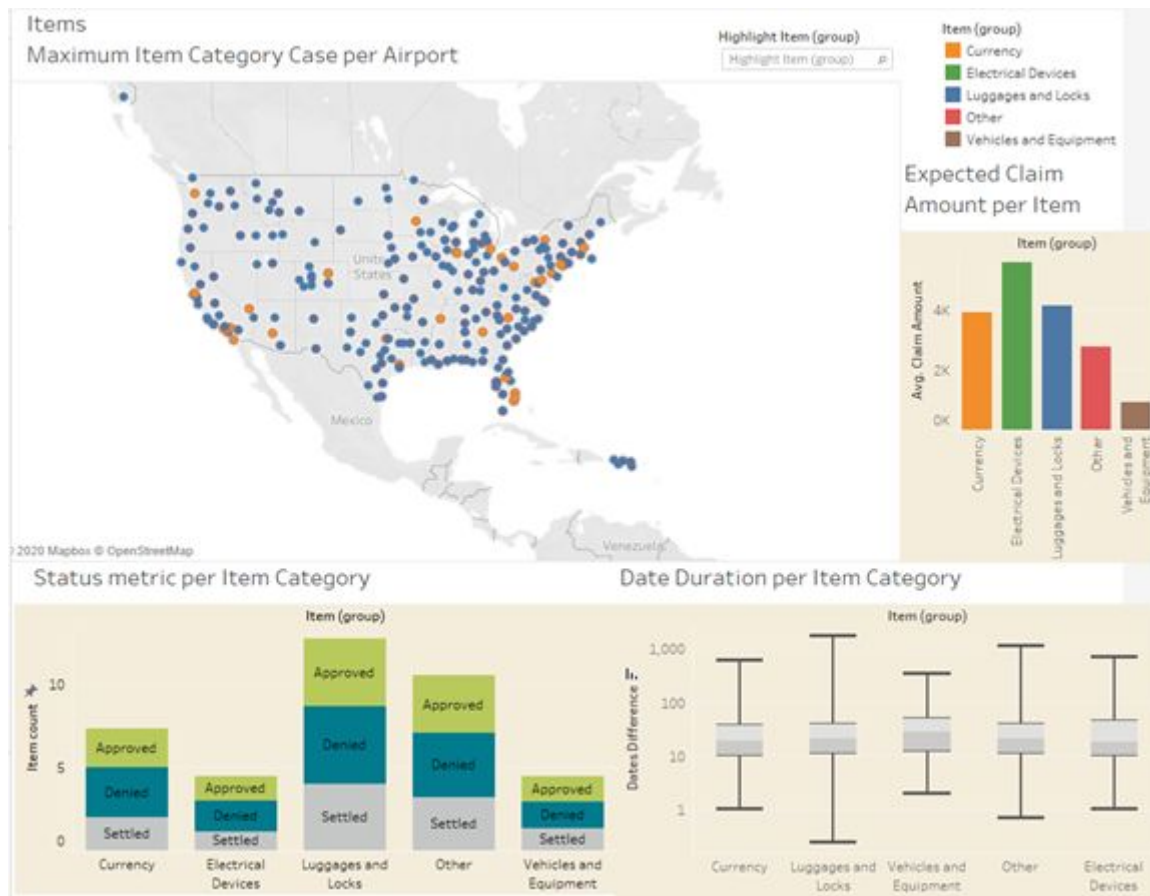 Items
Maximum Item Category Case per Airport
Highlight Item (group)
Highlight Item (group)
Item (group)
Currency
Electrical Devices
Luggages and Locks
Other
Vehicles and Equipment
United
States
Mexico
Venezuela
2020 Mapbox © OpenStreetMap
Expected Claim
Amount per Item
Item (group)
Avg. Claim Amount
4K
2K
0K
Currency
Electrical Devices
Luggages and Locks
Other
Vehicles and
Equipment
Status metric per Item Category
Item (group)
Item count
10
5
0
Approved
Denied
Settled
Approved
Denied
Settled
Approved
Denied
Settled
Approved
Denied
Settled
Approved
Denied
Settled
Currency
Electrical
Devices
Luggages and
Locks
Other
Vehicles and
Equipment
Date Duration per Item Category
Item (group)
Dates Difference
1,000
100
10
1
Currency
Luggages and
Locks
Vehicles and
Equipment
Other
Electrical
Devices